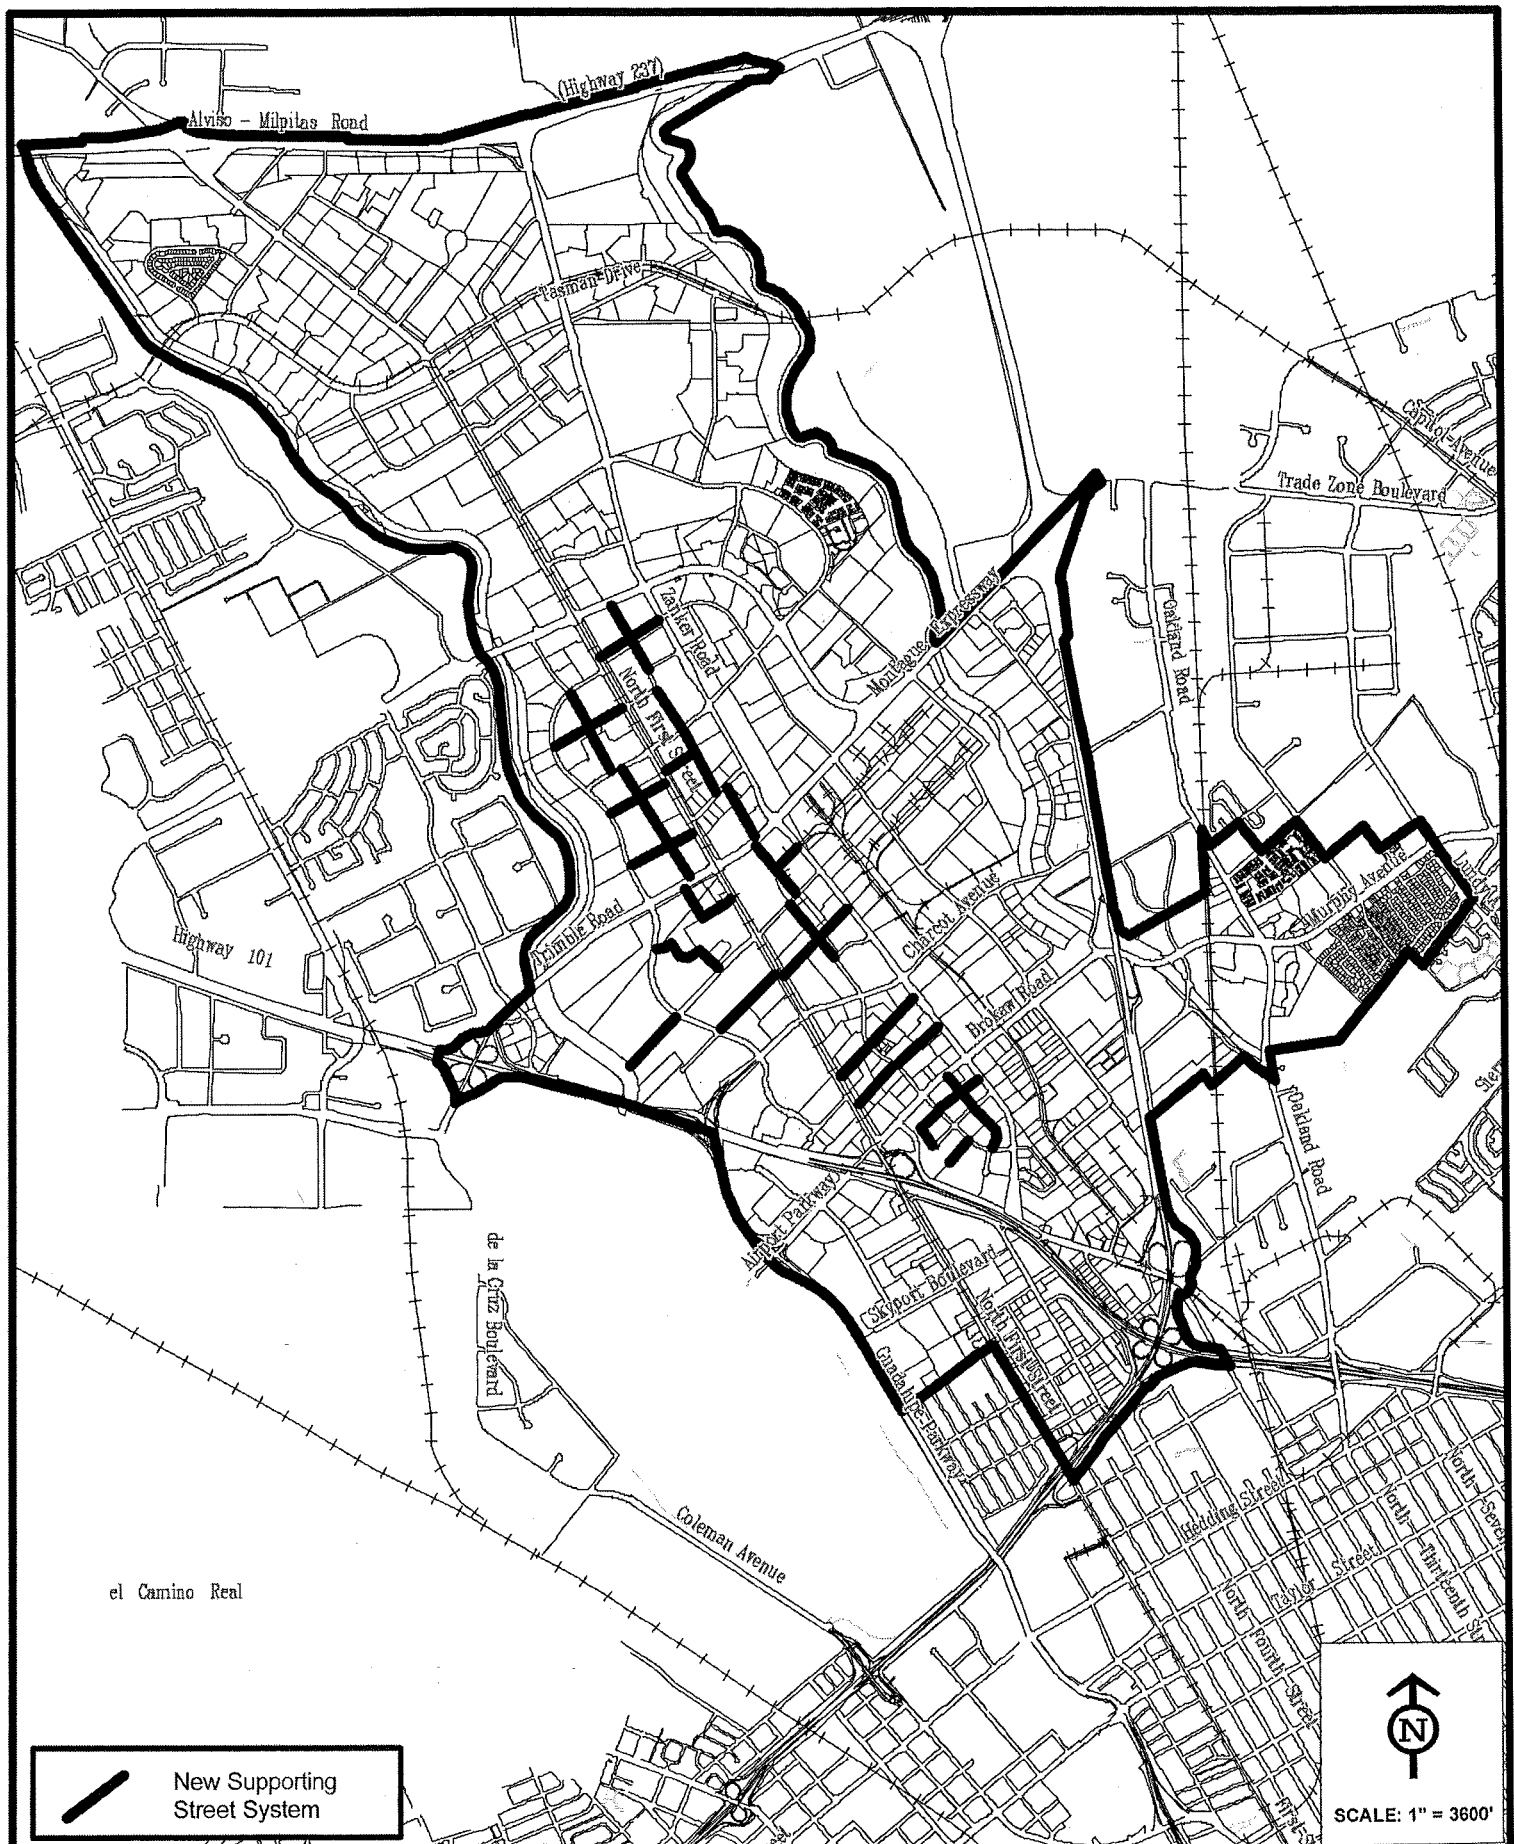 (Highway 237)
Alviso - Milpitas Road
Tasman Drive
Capitol Avenue
Trade Zone Boulevard
Montague Expressway
Oakland Road
Zanker Road
North First Street
Murphy Avenue
Charcot Avenue
Trimble Road
Highway 101
Brokaw Road
Oakland Road
Airport Parkway
de la Cruz Boulevard
Skyport Boulevard
North First Street
Guadalupe Parkway
Hedding Street
North Thirteenth
Coleman Avenue
Taylor Street
North Fourth Street
el Camino Real
New Supporting
Street System
N
SCALE: 1" = 3600'